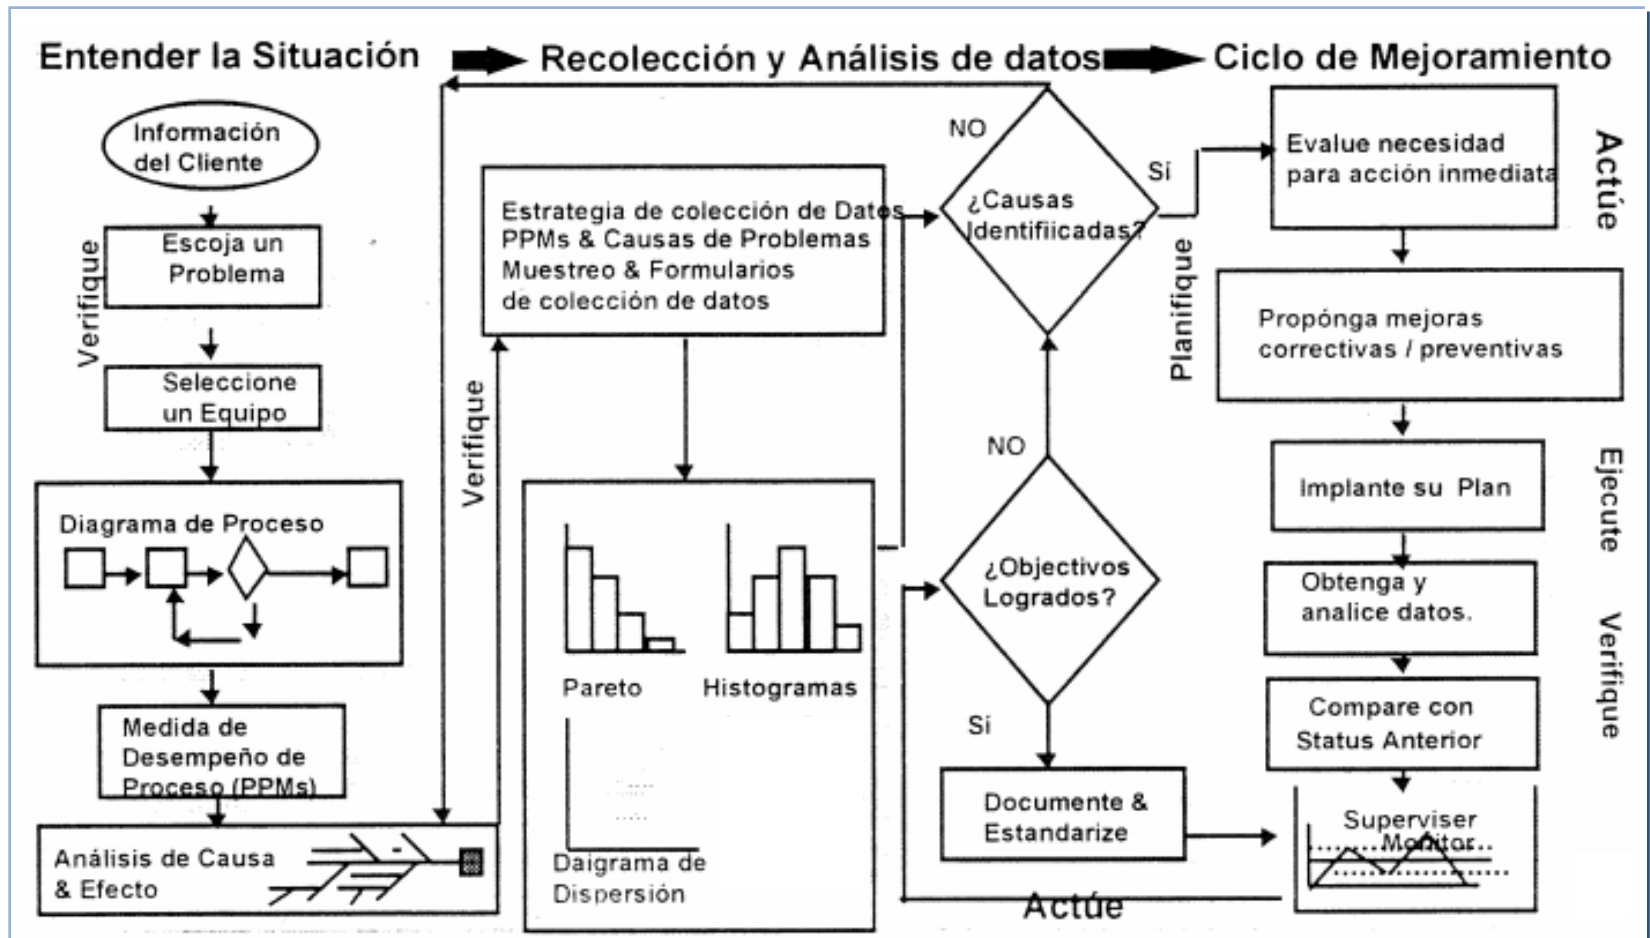 Entender la Situación
Recolección y Análisis de datos
Ciclo de Mejoramiento
Información
del Cliente
Verifique
Escoja un
Problema
Seleccione
un Equipo
Diagrama de Proceso
Medida de
Desempeño de
Proceso (PPMs)
Análisis de Causa
& Efecto
Verifique
Estrategia de colección de Datos
PPMs & Causas de Problemas
Muestreo & Formularios
de colección de datos
Pareto
Histogramas
Daigrama de
Dispersión
NO
Sí
¿Causas
Identifiicadas?
NO
¿Objectivos
Logrados?
Sí
Documente &
Estandarize
Actúe
Planifique
Evalue necesidad
para acción inmediata
Actúe
Propónga mejoras
correctivas / preventivas
Implante su Plan
Ejecute
Obtenga y
analice datos.
Verifique
Compare con
Status Anterior
Superviser
Monitor